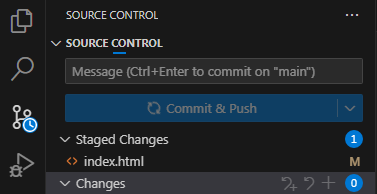 SOURCE CONTROL
SOURCE CONTROL
Message (Ctrl+Enter to commit on "main")
Commit & Push
Staged Changes 1
<> index.html M
Changes 0